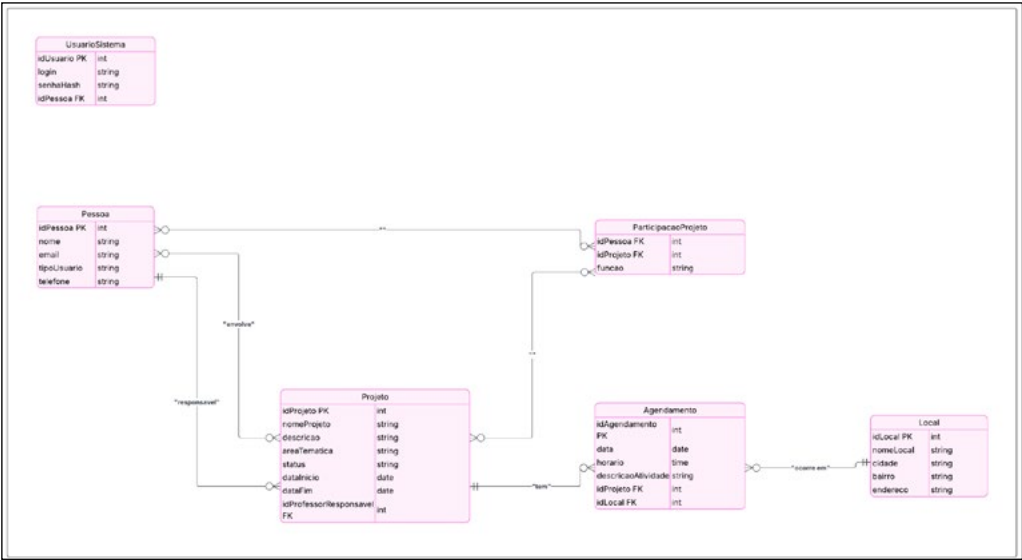 UsuarioSistema
idUsuario PK int
login string
senhaHash string
idPessoa FK int
Pessoa
idPessoa PK int
nome string
email string
tipoUsuario string
telefone string
ParticipacaoProjeto
idPessoa FK int
idProjeto FK int
funcao string
"envolve"
"responsavel"
Projeto
idProjeto PK int
nomeProjeto string
descricao string
areaTematica string
status string
dataInicio date
dataFim date
idProfessorResponsavel
FK int
"tem"
Agendamento
idAgendamento
PK int
data date
horario time
descricaoAtividade string
idProjeto FK int
idLocal FK int
"ocorre em"
Local
idLocal PK int
nomeLocal string
cidade string
bairro string
endereco string